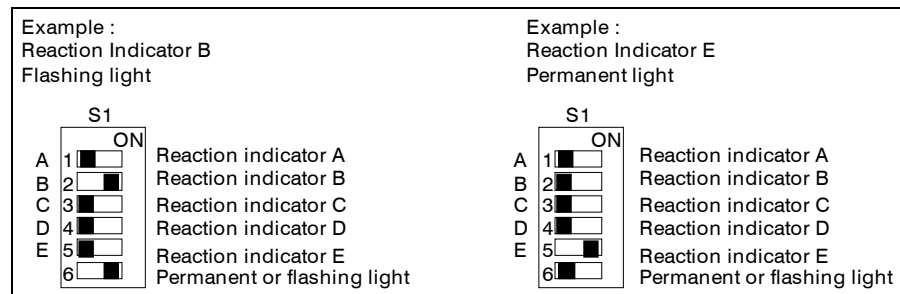 Example :
Reaction Indicator B
Flashing light
S1
ON
A 1 Reaction indicator A
B 2 Reaction indicator B
C 3 Reaction indicator C
D 4 Reaction indicator D
E 5 Reaction indicator E
6 Permanent or flashing light
Example :
Reaction Indicator E
Permanent light
S1
ON
A 1 Reaction indicator A
B 2 Reaction indicator B
C 3 Reaction indicator C
D 4 Reaction indicator D
E 5 Reaction indicator E
6 Permanent or flashing light